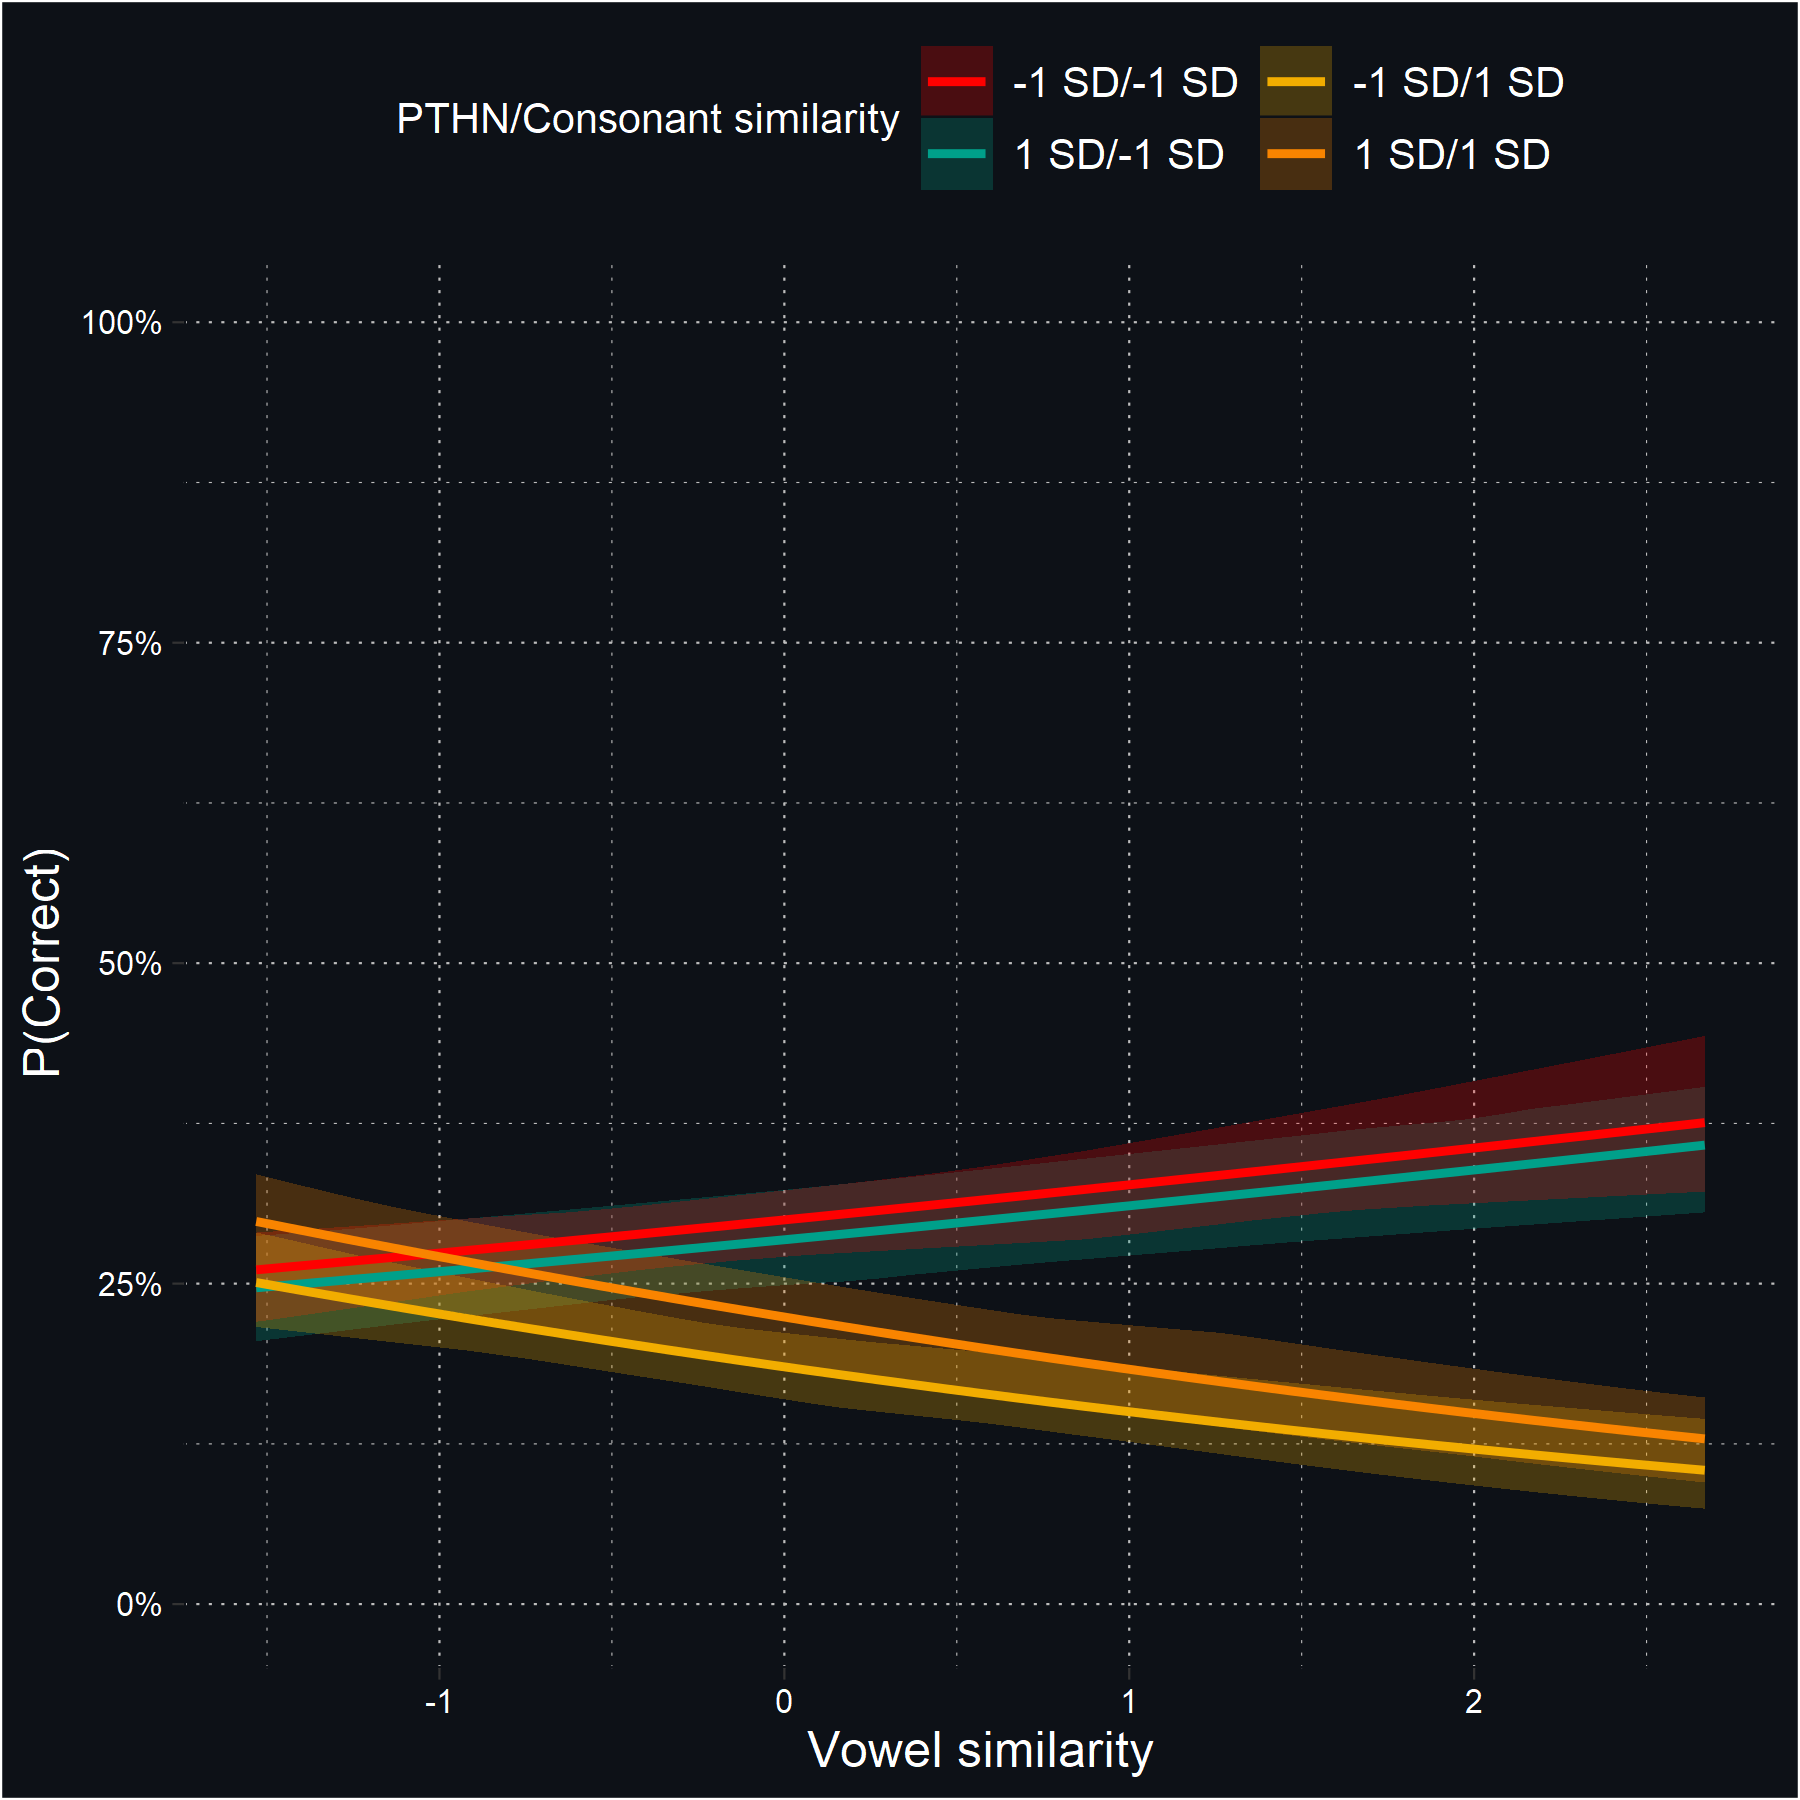 PTHN/Consonant similarity
-1 SD/-1 SD
-1 SD/1 SD
1 SD/-1 SD
1 SD/1 SD
100%
75%
50%
25%
0%
P(Correct)
-1
0
1
2
Vowel similarity